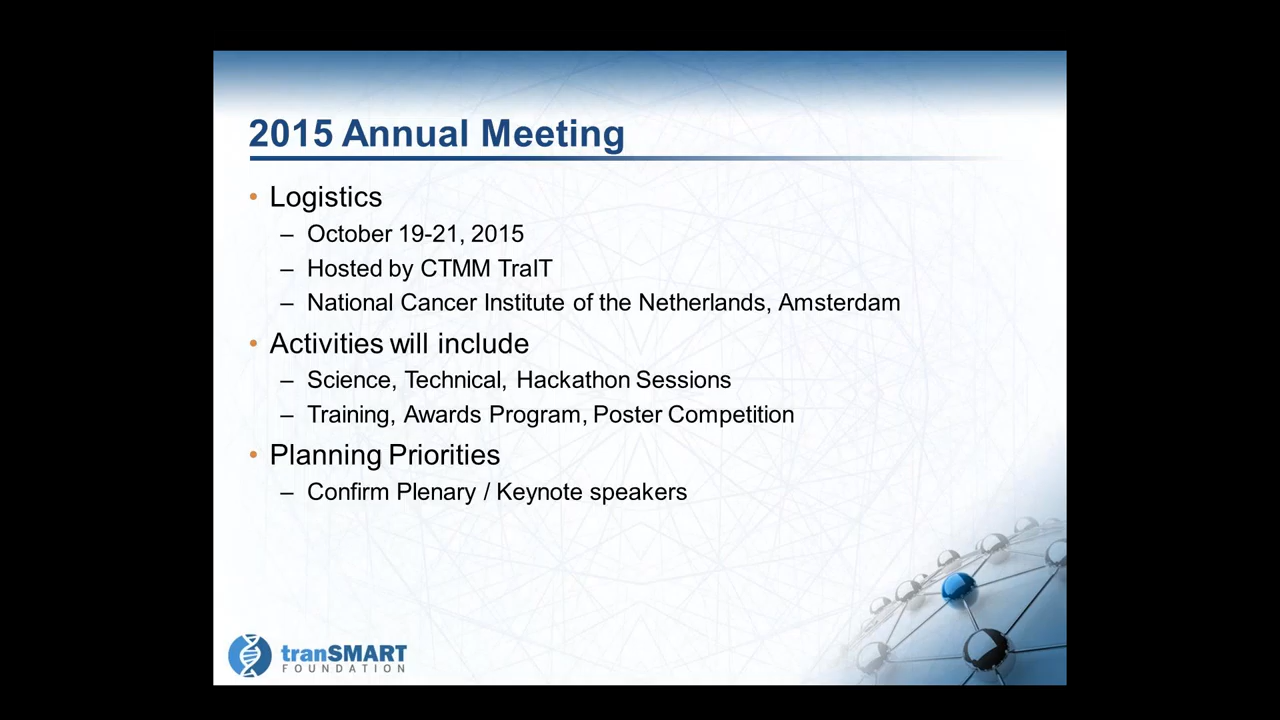 2015 Annual Meeting
• Logistics
– October 19-21, 2015
– Hosted by CTMM TraIT
– National Cancer Institute of the Netherlands, Amsterdam
• Activities will include
– Science, Technical, Hackathon Sessions
– Training, Awards Program, Poster Competition
• Planning Priorities
– Confirm Plenary / Keynote speakers
tranSMART
FOUNDATION